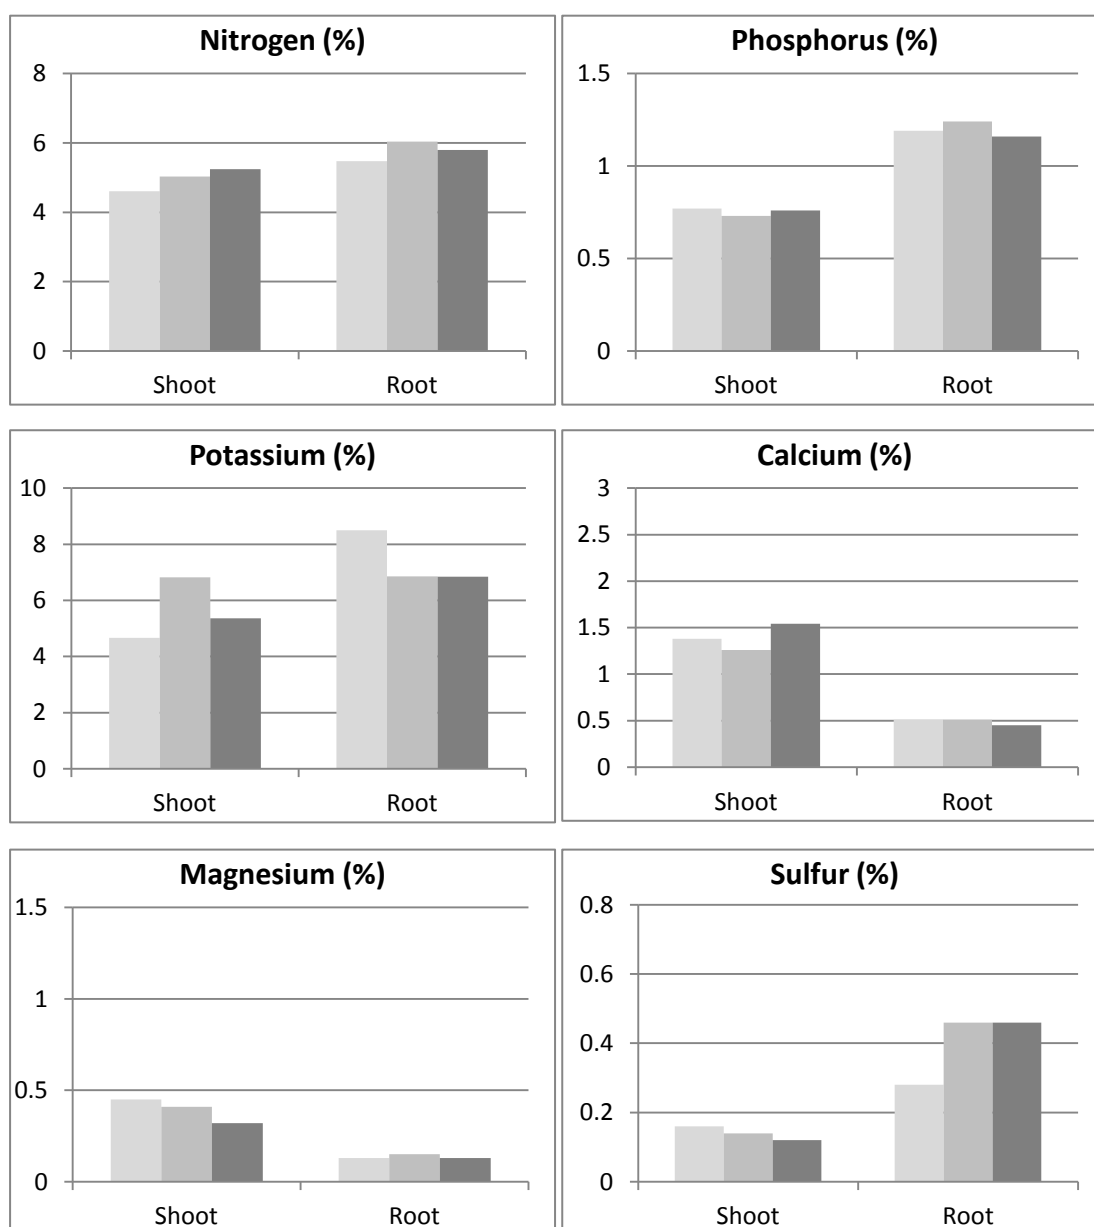 Nitrogen (%)
8
6
4
2
0
Shoot Root
Phosphorus (%)
1.5
1
0.5
0
Shoot Root
Potassium (%)
10
8
6
4
2
0
Shoot Root
Calcium (%)
3
2.5
2
1.5
1
0.5
0
Shoot Root
Magnesium (%)
1.5
1
0.5
0
Shoot Root
Sulfur (%)
0.8
0.6
0.4
0.2
0
Shoot Root